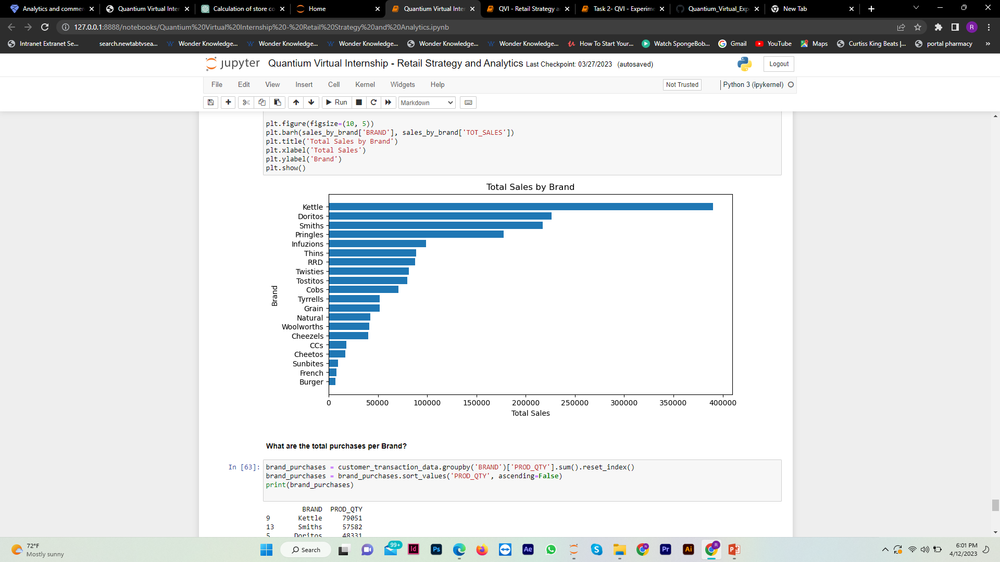 Analytics and commer
Quantium Virtual Inter
Calculation of store co
Home
Quantium Virtual Inter
QVI - Retail Strategy a
Task 2- QVI - Experime
Quantium_Virtual_Exp
New Tab
127.0.0.1:8888/notebooks/Quantium%20Virtual%20Internship%20-%20Retail%20Strategy%20and%20Analytics.ipynb
R
Intranet Extranet Se...
search.newtabtvsea...
Wonder Knowledge...
Wonder Knowledge...
Wonder Knowledge...
Wonder Knowledge...
Wonder Knowledge...
How To Start Your...
Watch SpongeBob...
Gmail
YouTube
Maps
Curtiss King Beats |...
portal pharmacy
»
jupyter Quantium Virtual Internship - Retail Strategy and Analytics Last Checkpoint: 03/27/2023 (autosaved)
Logout
File Edit View Insert Cell Kernel Widgets Help
Not Trusted
Python 3 (ipykernel)
Run
Markdown
plt.figure(figsize=(10, 5))
plt.barh(sales_by_brand['BRAND'], sales_by_brand['TOT_SALES'])
plt.title('Total Sales by Brand')
plt.xlabel('Total Sales')
plt.ylabel('Brand')
plt.show()
Total Sales by Brand
Kettle
Doritos
Smiths
Pringles
Infuzions
Thins
RRD
Twisties
Tostitos
Cobs
Tyrrells
Grain
Natural
Woolworths
Cheezels
CCs
Cheetos
Sunbites
French
Burger
Brand
0 50000 100000 150000 200000 250000 300000 350000 400000
Total Sales
What are the total purchases per Brand?
In [63]:
brand_purchases = customer_transaction_data.groupby('BRAND')['PROD_QTY'].sum().reset_index()
brand_purchases = brand_purchases.sort_values('PROD_QTY', ascending=False)
print(brand_purchases)
BRAND PROD_QTY
9 Kettle 79051
13 Smiths 57582
5 Doritos 48331
72°F
Mostly sunny
Search
99+
Id
Ps
Ae
S
N
Pr
Ai
R
P
6:01 PM
4/12/2023